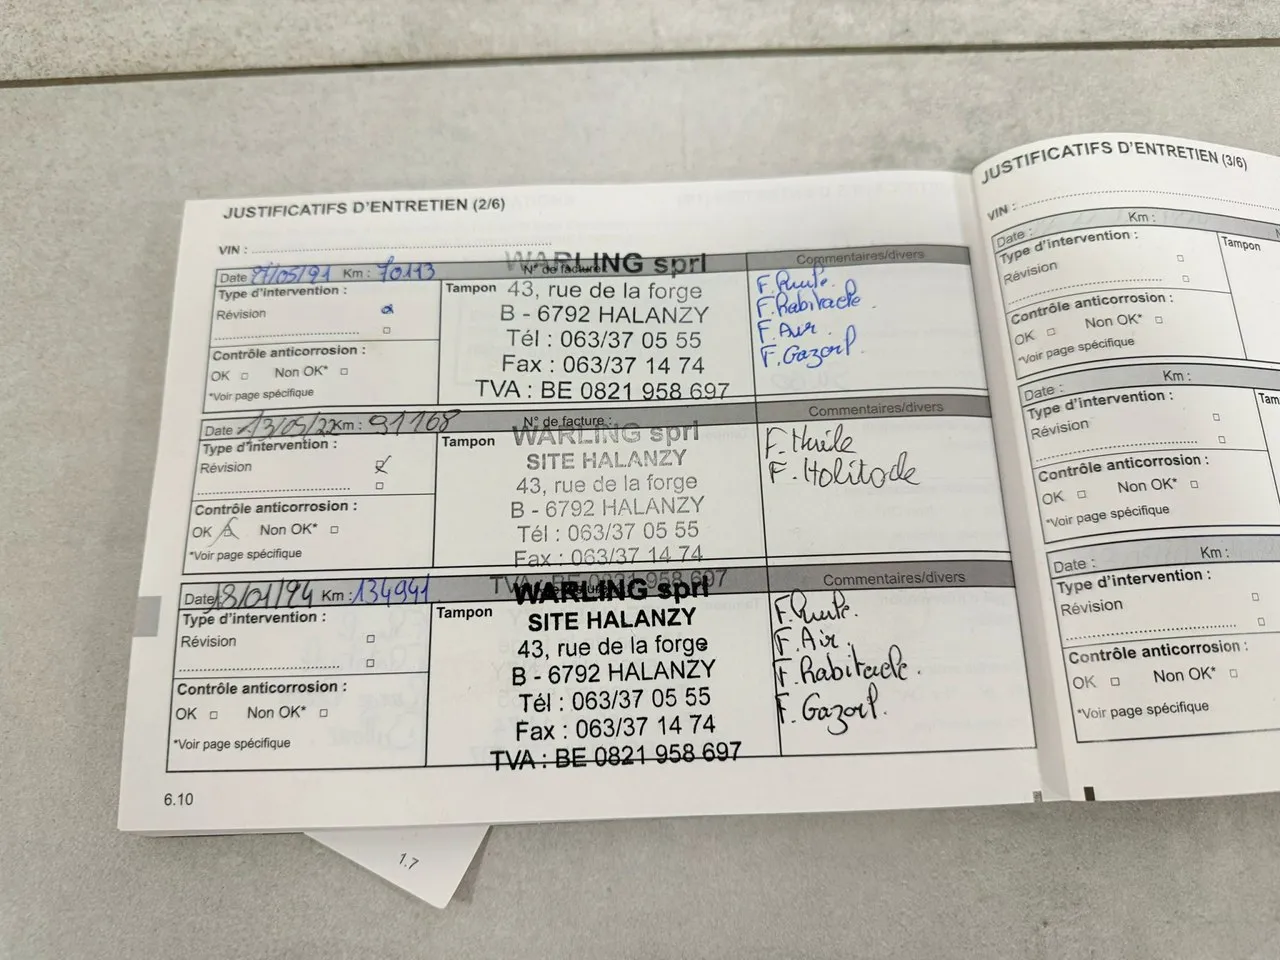 JUSTIFICATIFS D'ENTRETIEN (2/6)
VIN :
Date Km : 70113
N° de facture:
Commentaires/divers
Type d'intervention :
Révision
Contrôle anticorrosion :
OK Non OK*
*Voir page spécifique
Tampon
WARLING sprl
43, rue de la forge
B - 6792 HALANZY
Tél : 063/37 05 55
Fax : 063/37 14 74
TVA : BE 0821 958 697
F. Huile.
F. Habitacle.
F. Air.
F. Gazoil.
Date 13/05/22 Km : 91168
N° de facture :
Commentaires/divers
Type d'intervention :
Révision
Contrôle anticorrosion :
OK Non OK*
*Voir page spécifique
Tampon
WARLING sprl
SITE HALANZY
43, rue de la forge
B - 6792 HALANZY
Tél : 063/37 05 55
Fax : 063/37 14 74
TVA : BE 0821 958 697
F. Huile
Date Km : 134941
Commentaires/divers
Type d'intervention :
Révision
Contrôle anticorrosion :
OK Non OK*
*Voir page spécifique
Tampon
WARLING sprl
SITE HALANZY
43, rue de la forge
B - 6792 HALANZY
Tél : 063/37 05 55
Fax : 063/37 14 74
TVA : BE 0821 958 697
F. Huile.
F. Air.
F. Habitacle.
F. Gazoil.
6.10
1.7
JUSTIFICATIFS D'ENTRETIEN (3/6)
VIN :
Date : Km :
Type d'intervention :
Révision
Contrôle anticorrosion :
OK Non OK*
*Voir page spécifique
Tampon
Date : Km :
Type d'intervention :
Révision
Contrôle anticorrosion :
OK Non OK*
*Voir page spécifique
Date : Km :
Type d'intervention :
Révision
Contrôle anticorrosion :
OK Non OK*
*Voir page spécifique